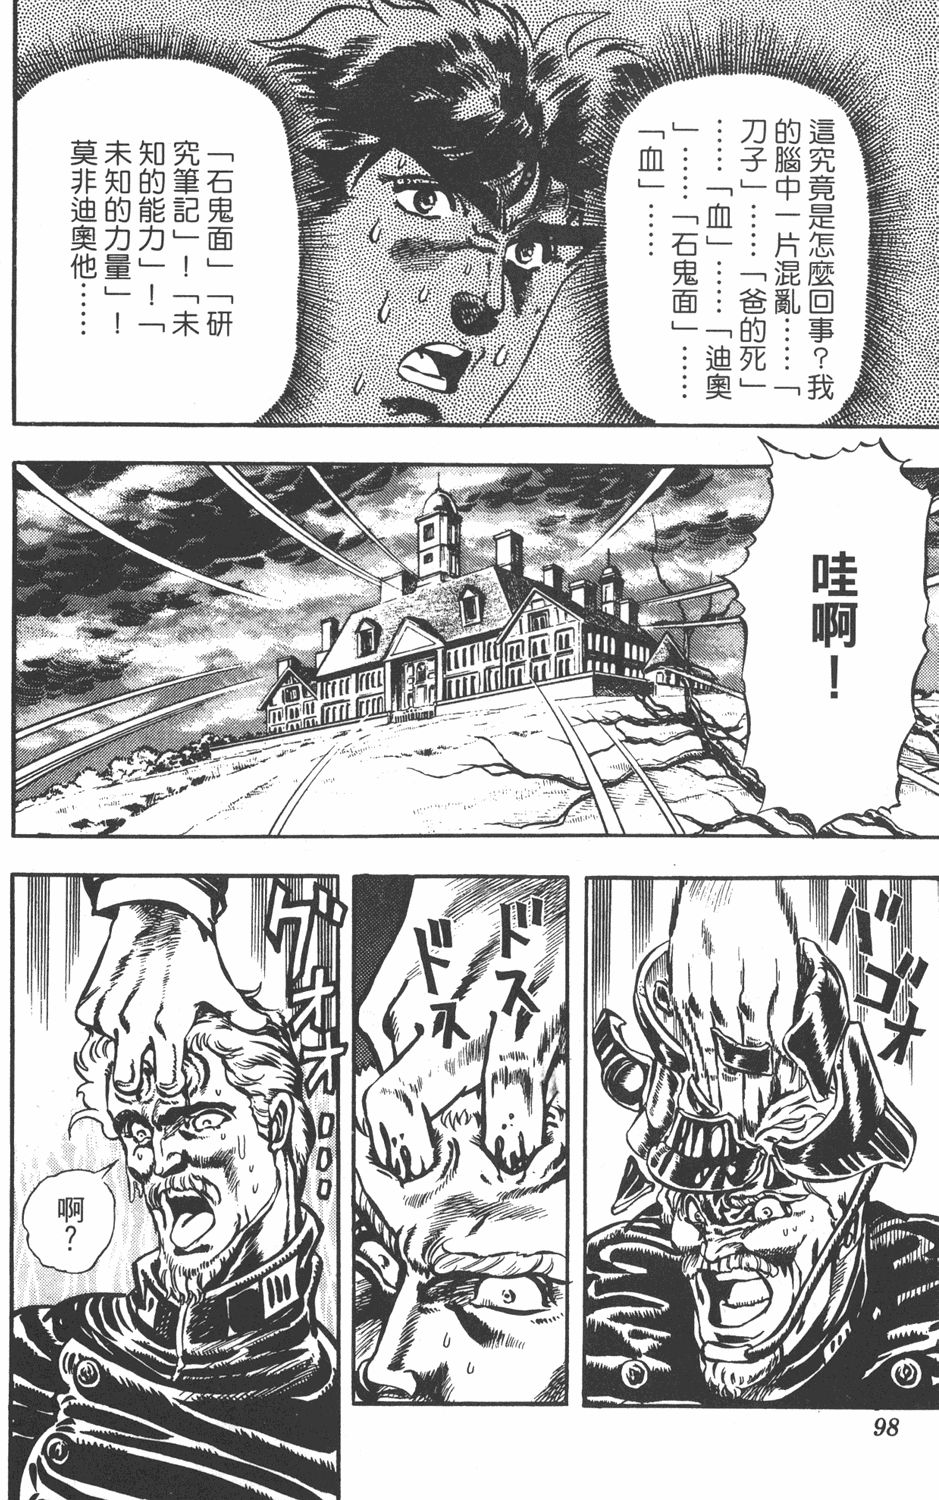 這究竟是怎麼回事？我
的腦中一片混亂……「
刀子」……「爸的死」
……「血」……「迪奧
」……「石鬼面」……
「血」……
「石鬼面」「研
究筆記」！「未
知的能力」！「
未知的力量」！
莫非迪奧他……
哇啊！
バゴォ
ドス
ドス
グオオオオ
啊？
98